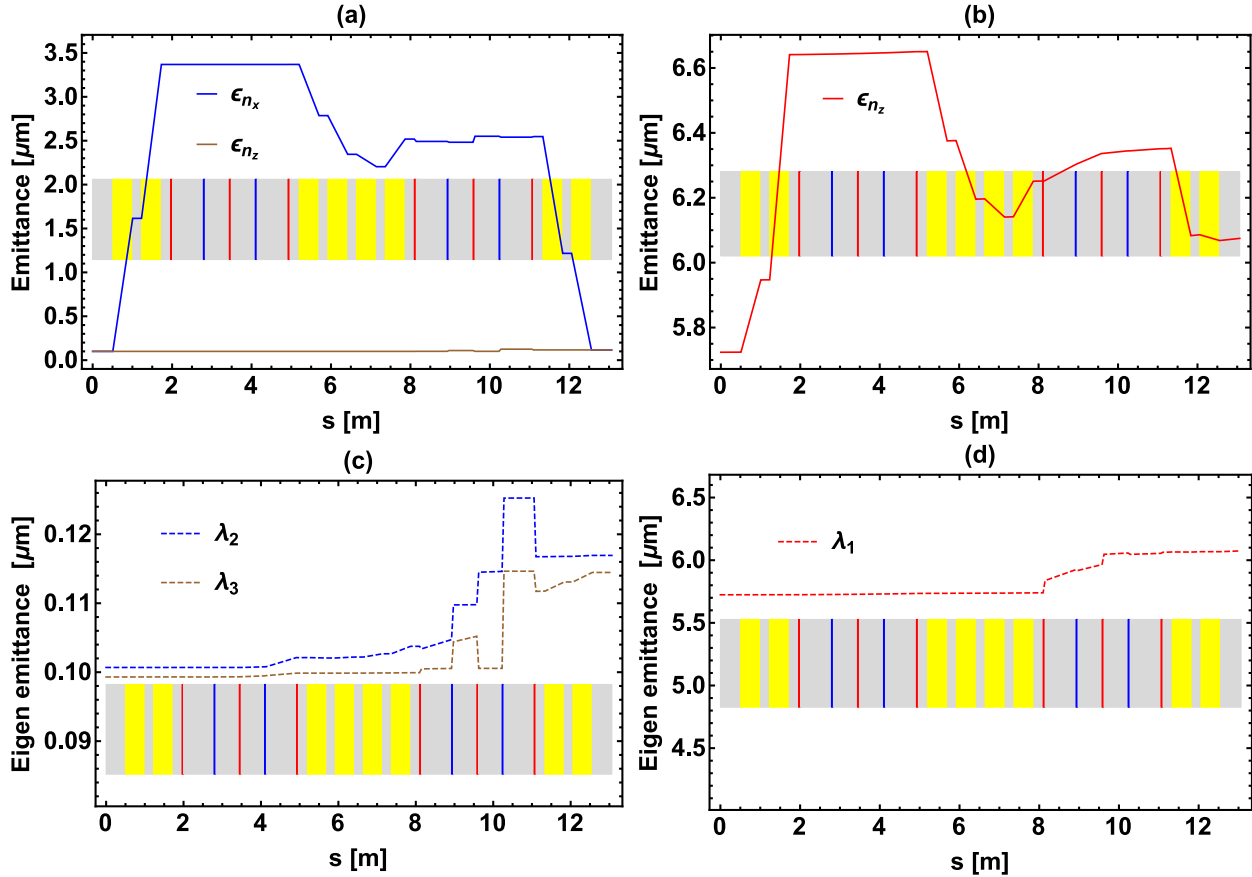 (a)
Emittance [μm]
3.5
3.0
2.5
2.0
1.5
1.0
0.5
0.0
ϵnx
ϵnz
0 2 4 6 8 10 12
s [m]
(b)
Emittance [μm]
6.6
6.4
6.2
6.0
5.8
ϵnz
0 2 4 6 8 10 12
s [m]
(c)
Eigen emittance [μm]
0.12
0.11
0.10
0.09
λ2
λ3
0 2 4 6 8 10 12
s [m]
(d)
Eigen emittance [μm]
6.5
6.0
5.5
5.0
4.5
λ1
0 2 4 6 8 10 12
s [m]